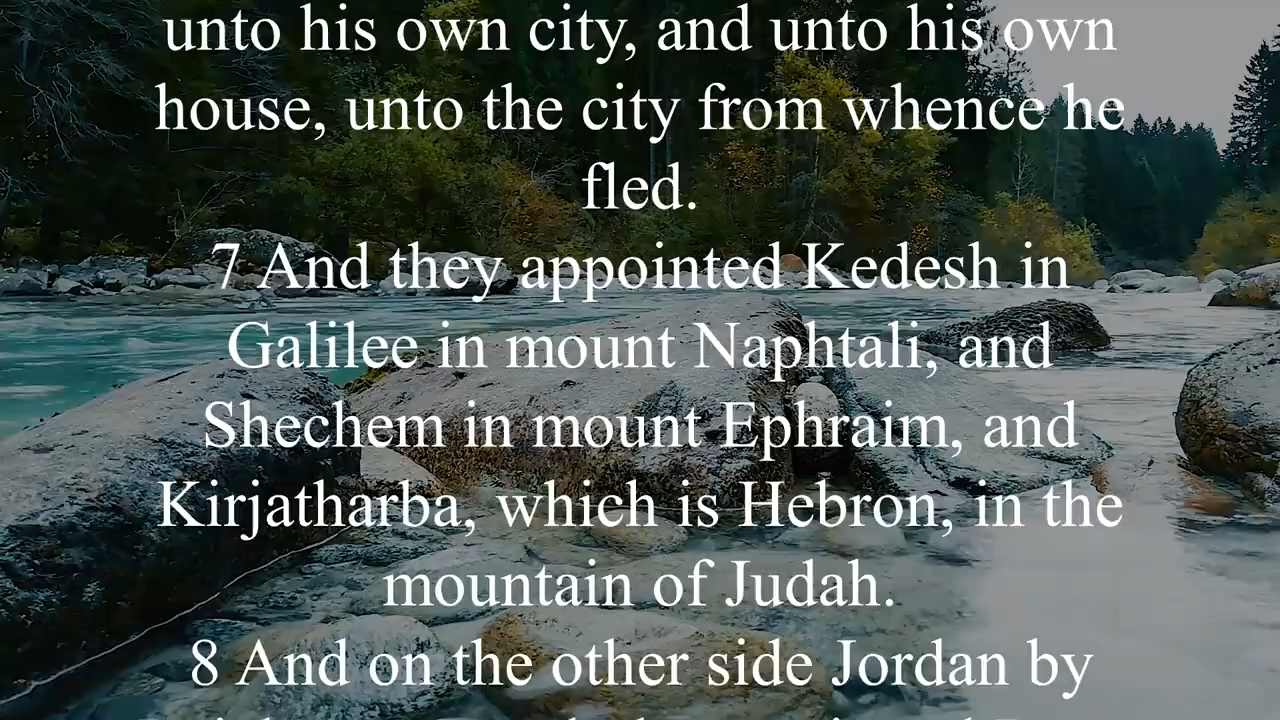 unto his own city, and unto his own
house, unto the city from whence he
fled.
7 And they appointed Kedesh in
Galilee in mount Naphtali, and
Shechem in mount Ephraim, and
Kirjatharba, which is Hebron, in the
mountain of Judah.
8 And on the other side Jordan by